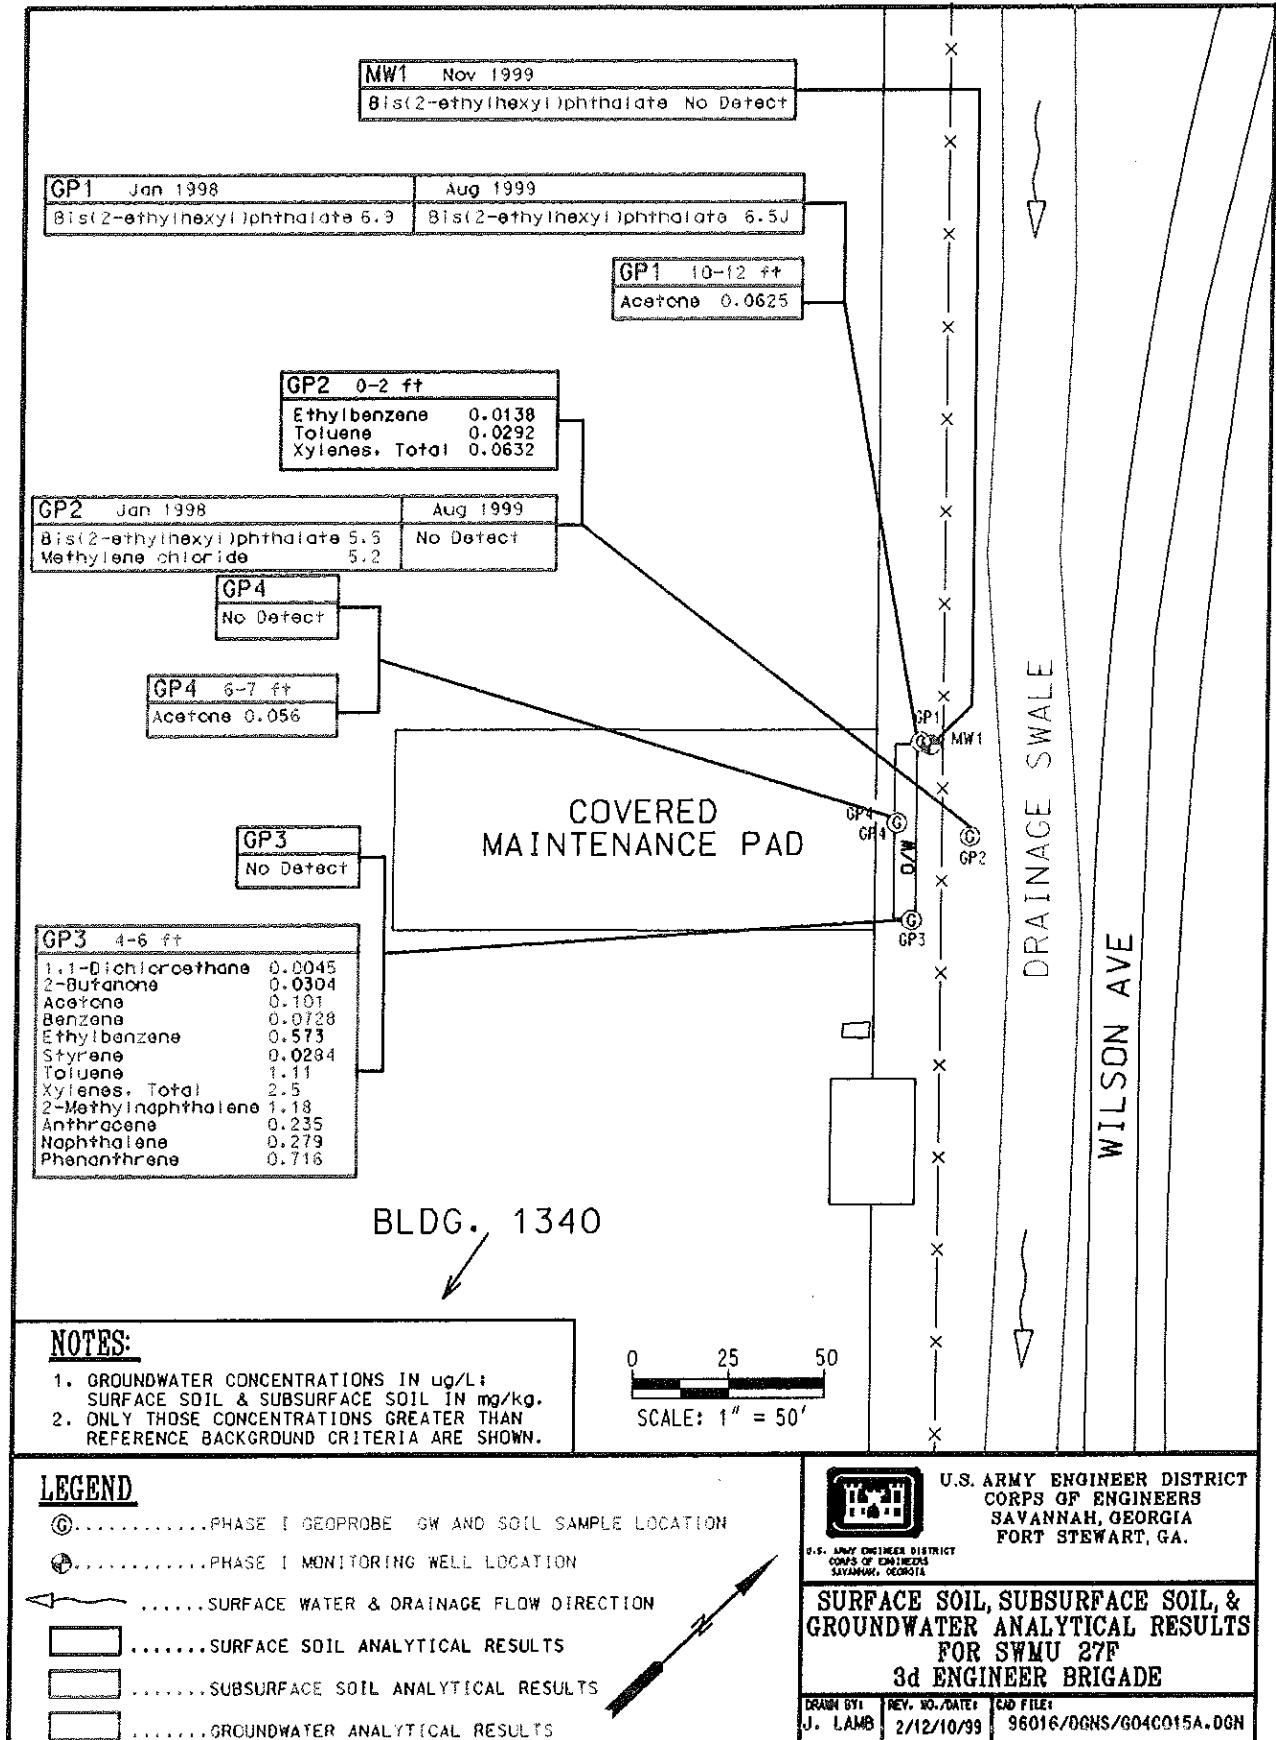 MW1 Nov 1999
Bis(2-ethylhexyl)phthalate No Detect
GP1 Jan 1998 Aug 1999
Bis(2-ethylhexyl)phthalate 6.9 Bis(2-ethylhexyl)phthalate 6.5J
GP1 10-12 ft
Acetone 0.0625
GP2 0-2 ft
Ethylbenzene 0.0138
Toluene 0.0292
Xylenes, Total 0.0632
GP2 Jan 1998 Aug 1999
Bis(2-ethylhexyl)phthalate 5.5 No Detect
Methylene chloride 5.2
GP4
No Detect
GP4 6-7 ft
Acetone 0.056
GP1
G
MW1
COVERED
MAINTENANCE PAD
GP4
GP4
G
O/W
G
GP2
GP3
No Detect
G
GP3
DRAINAGE SWALE
WILSON AVE
GP3 4-6 ft
1,1-Dichloroethane 0.0045
2-Butanone 0.0304
Acetone 0.101
Benzene 0.0728
Ethylbenzene 0.573
Styrene 0.0284
Toluene 1.11
Xylenes, Total 2.5
2-Methylnaphthalene 1.18
Anthracene 0.235
Naphthalene 0.279
Phenanthrene 0.716
BLDG. 1340
NOTES:
1. GROUNDWATER CONCENTRATIONS IN ug/L;
SURFACE SOIL & SUBSURFACE SOIL IN mg/kg.
2. ONLY THOSE CONCENTRATIONS GREATER THAN
REFERENCE BACKGROUND CRITERIA ARE SHOWN.
0 25 50
SCALE: 1" = 50'
LEGEND
G ............PHASE I GEOPROBE GW AND SOIL SAMPLE LOCATION
............PHASE I MONITORING WELL LOCATION
......SURFACE WATER & DRAINAGE FLOW DIRECTION
.......SURFACE SOIL ANALYTICAL RESULTS
.......SUBSURFACE SOIL ANALYTICAL RESULTS
.......GROUNDWATER ANALYTICAL RESULTS
N
U.S. ARMY ENGINEER DISTRICT
CORPS OF ENGINEERS
SAVANNAH, GEORGIA
FORT STEWART, GA.
U.S. ARMY ENGINEER DISTRICT
CORPS OF ENGINEERS
SAVANNAH, GEORGIA
SURFACE SOIL, SUBSURFACE SOIL, &
GROUNDWATER ANALYTICAL RESULTS
FOR SWMU 27F
3d ENGINEER BRIGADE
DRAWN BY: J. LAMB
REV. NO./DATE: 2/12/10/99
CAD FILE: 96016/DGNS/G04C015A.DGN